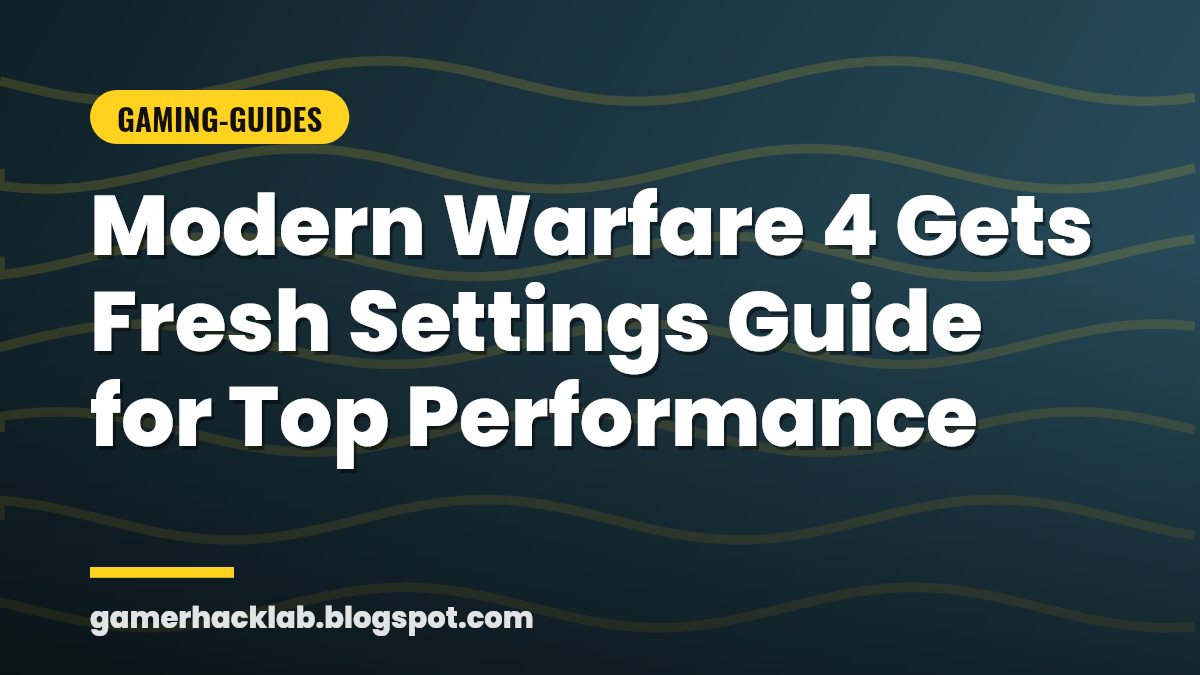 GAMING-GUIDES
Modern Warfare 4 Gets
Fresh Settings Guide
for Top Performance
gamerhacklab.blogspot.com